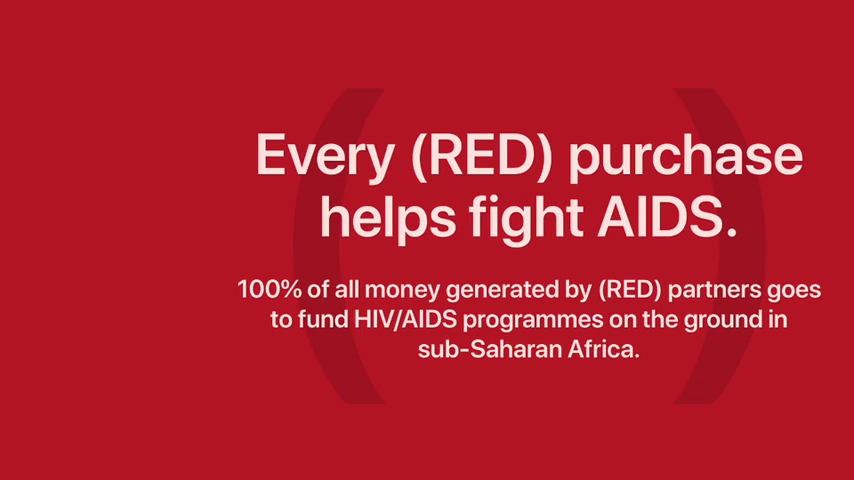 Every (RED) purchase
helps fight AIDS.
100% of all money generated by (RED) partners goes
to fund HIV/AIDS programmes on the ground in
sub-Saharan Africa.